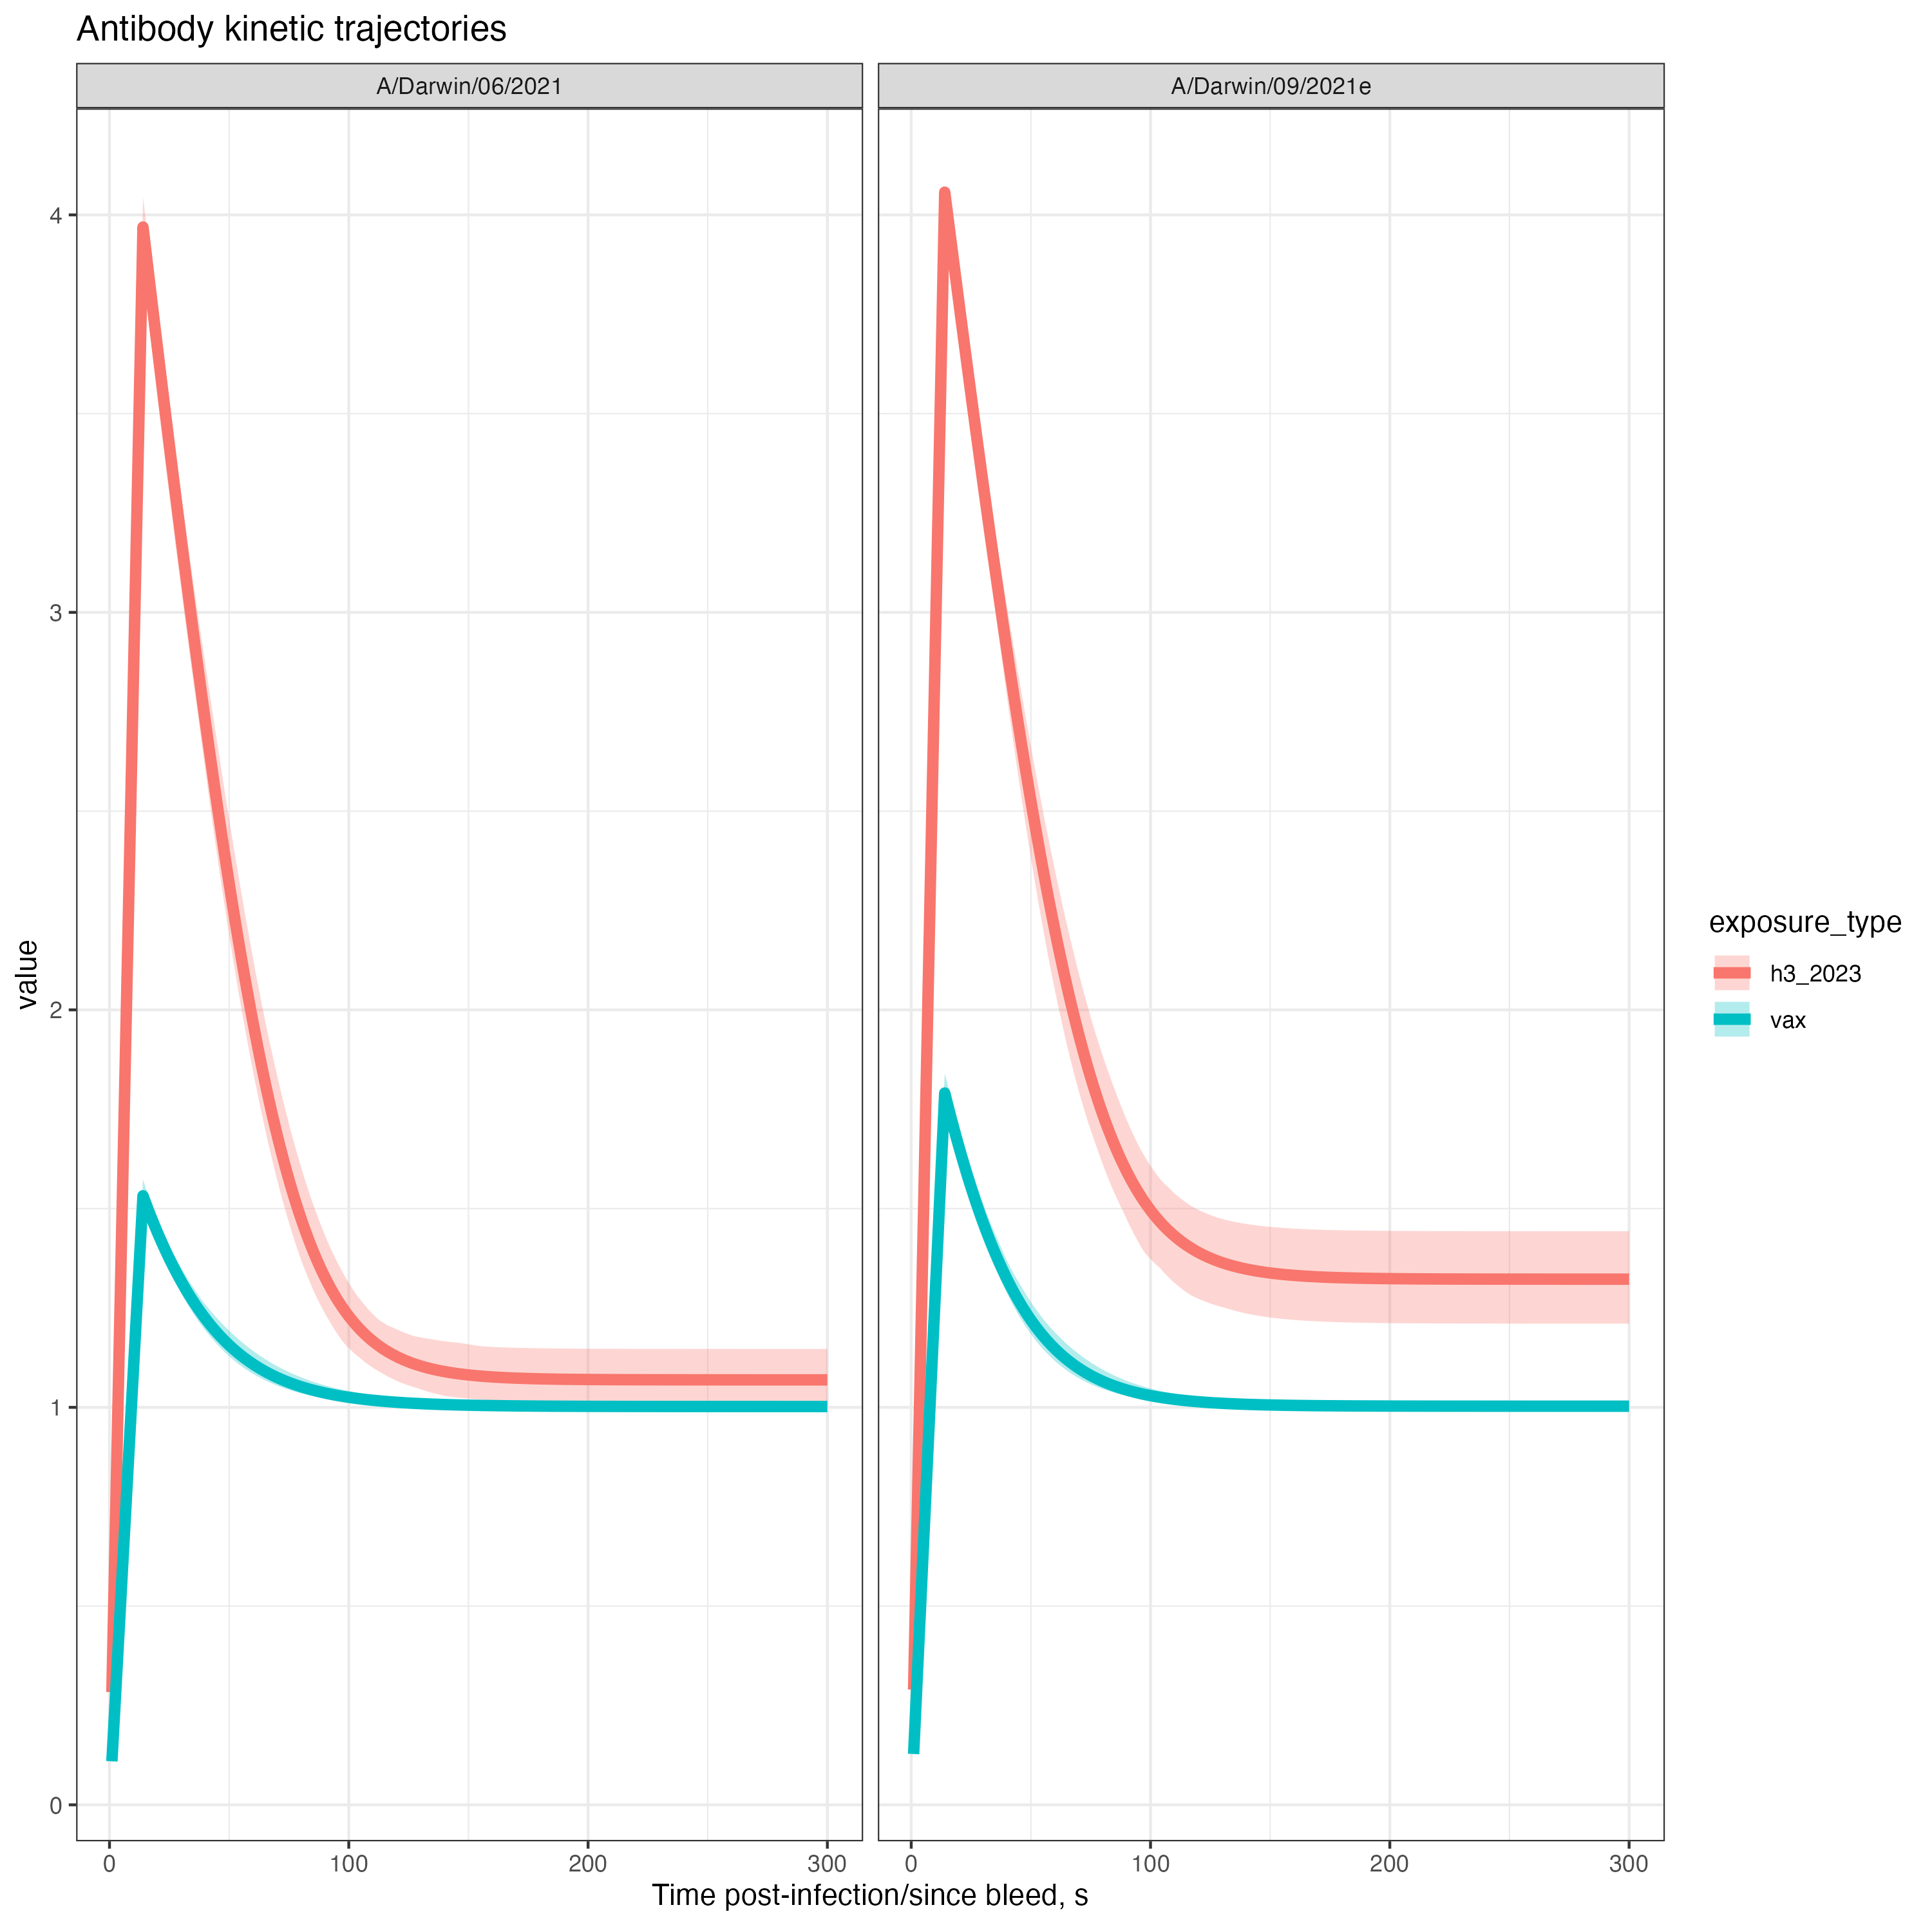 Antibody kinetic trajectories
A/Darwin/06/2021
A/Darwin/09/2021e
4
3
2
1
0
value
0
100
200
300
0
100
200
300
Time post-infection/since bleed, s
exposure_type
h3_2023
vax